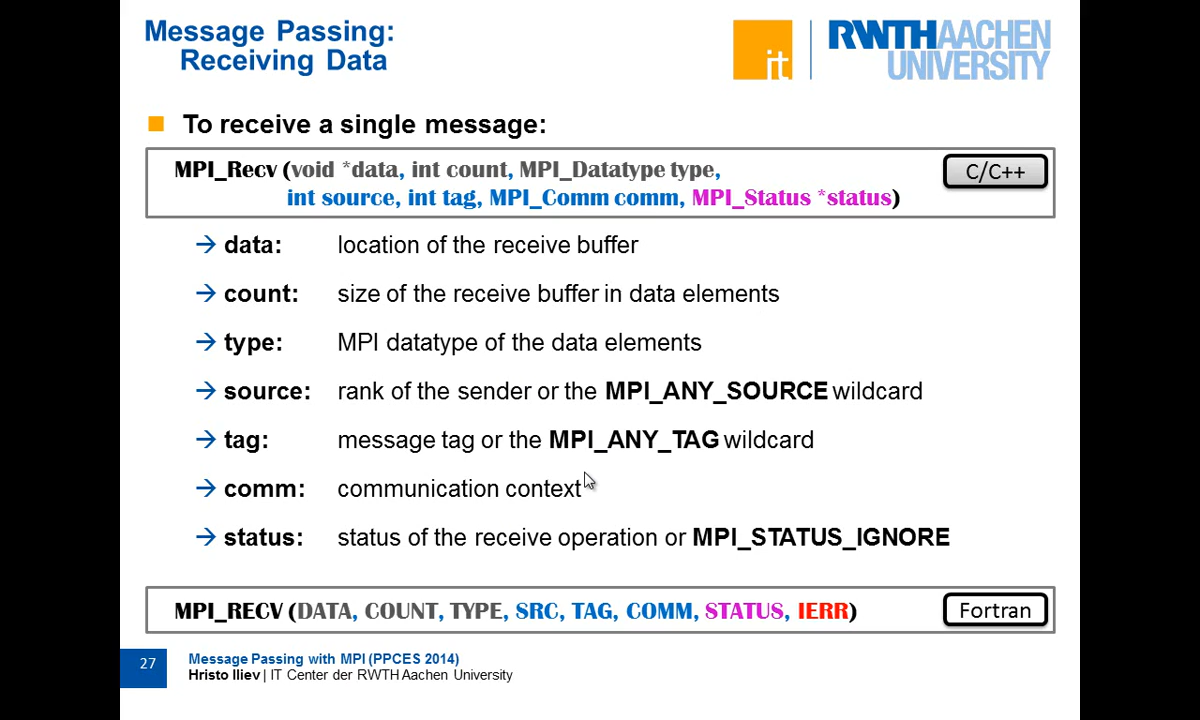 Message Passing:
Receiving Data
it
RWTHAACHEN
UNIVERSITY
To receive a single message:
MPI_Recv (void *data, int count, MPI_Datatype type,
int source, int tag, MPI_Comm comm, MPI_Status *status)
C/C++
→ data: location of the receive buffer
→ count: size of the receive buffer in data elements
→ type: MPI datatype of the data elements
→ source: rank of the sender or the MPI_ANY_SOURCE wildcard
→ tag: message tag or the MPI_ANY_TAG wildcard
→ comm: communication context
→ status: status of the receive operation or MPI_STATUS_IGNORE
MPI_RECV (DATA, COUNT, TYPE, SRC, TAG, COMM, STATUS, IERR)
Fortran
27
Message Passing with MPI (PPCES 2014)
Hristo Iliev | IT Center der RWTH Aachen University